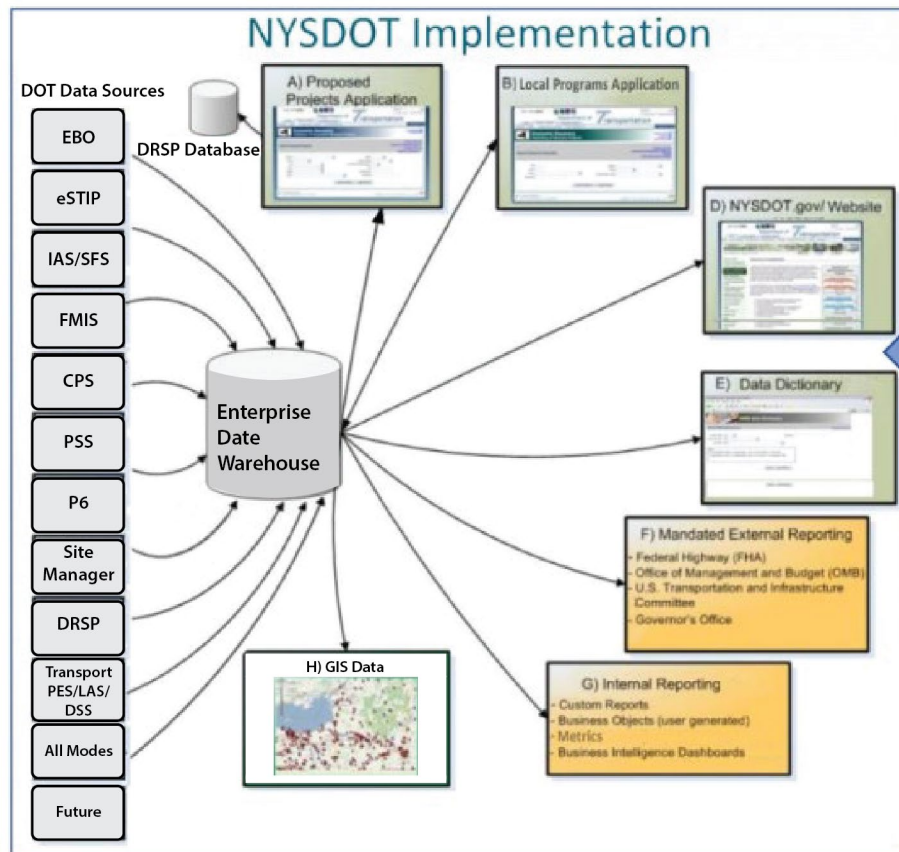 NYSDOT Implementation
DOT Data Sources
EBO
eSTIP
IAS/SFS
FMIS
CPS
PSS
P6
Site
Manager
DRSP
Transport
PES/LAS/
DSS
All Modes
Future
DRSP Database
Enterprise
Date
Warehouse
A) Proposed
Projects Application
Transportation
B) Local Programs Application
Transportation
D) NYSDOT.gov/ Website
Transportation
E) Data Dictionary
F) Mandated External Reporting
- Federal Highway (FHA)
- Office of Management and Budget (OMB)
- U.S. Transportation and Infrastructure
Committee
- Governor's Office
G) Internal Reporting
- Custom Reports
- Business Objects (user generated)
- Metrics
- Business Intelligence Dashboards
H) GIS Data